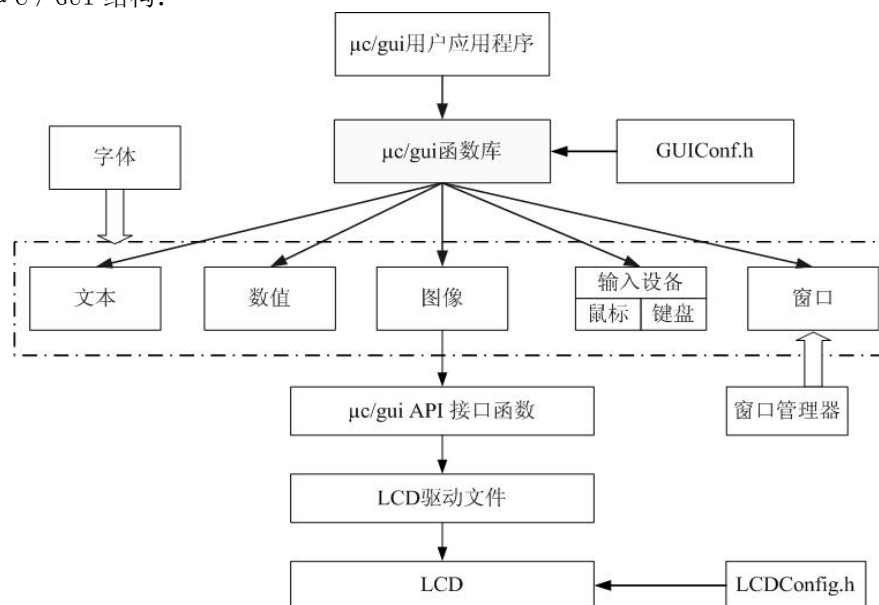 C / GUI 结构:
μc/gui用户应用程序
字体
μc/gui函数库
GUIConf.h
文本
数值
图像
输入设备
鼠标
键盘
窗口
μc/gui API 接口函数
窗口管理器
LCD驱动文件
LCD
LCDConfig.h